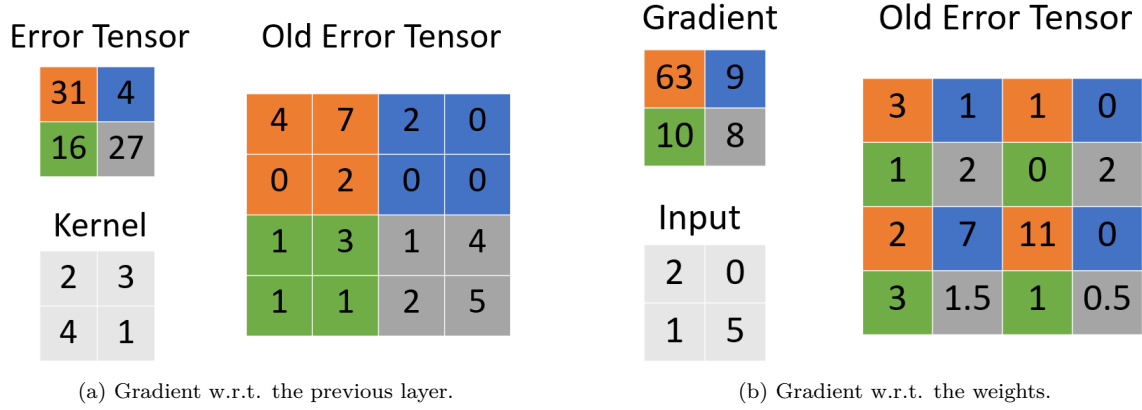 Error Tensor
31 4
16 27
Kernel
2 3
4 1
Old Error Tensor
4 7 2 0
0 2 0 0
1 3 1 4
1 1 2 5
(a) Gradient w.r.t. the previous layer.
Gradient
63 9
10 8
Input
2 0
1 5
Old Error Tensor
3 1 1 0
1 2 0 2
2 7 11 0
3 1.5 1 0.5
(b) Gradient w.r.t. the weights.